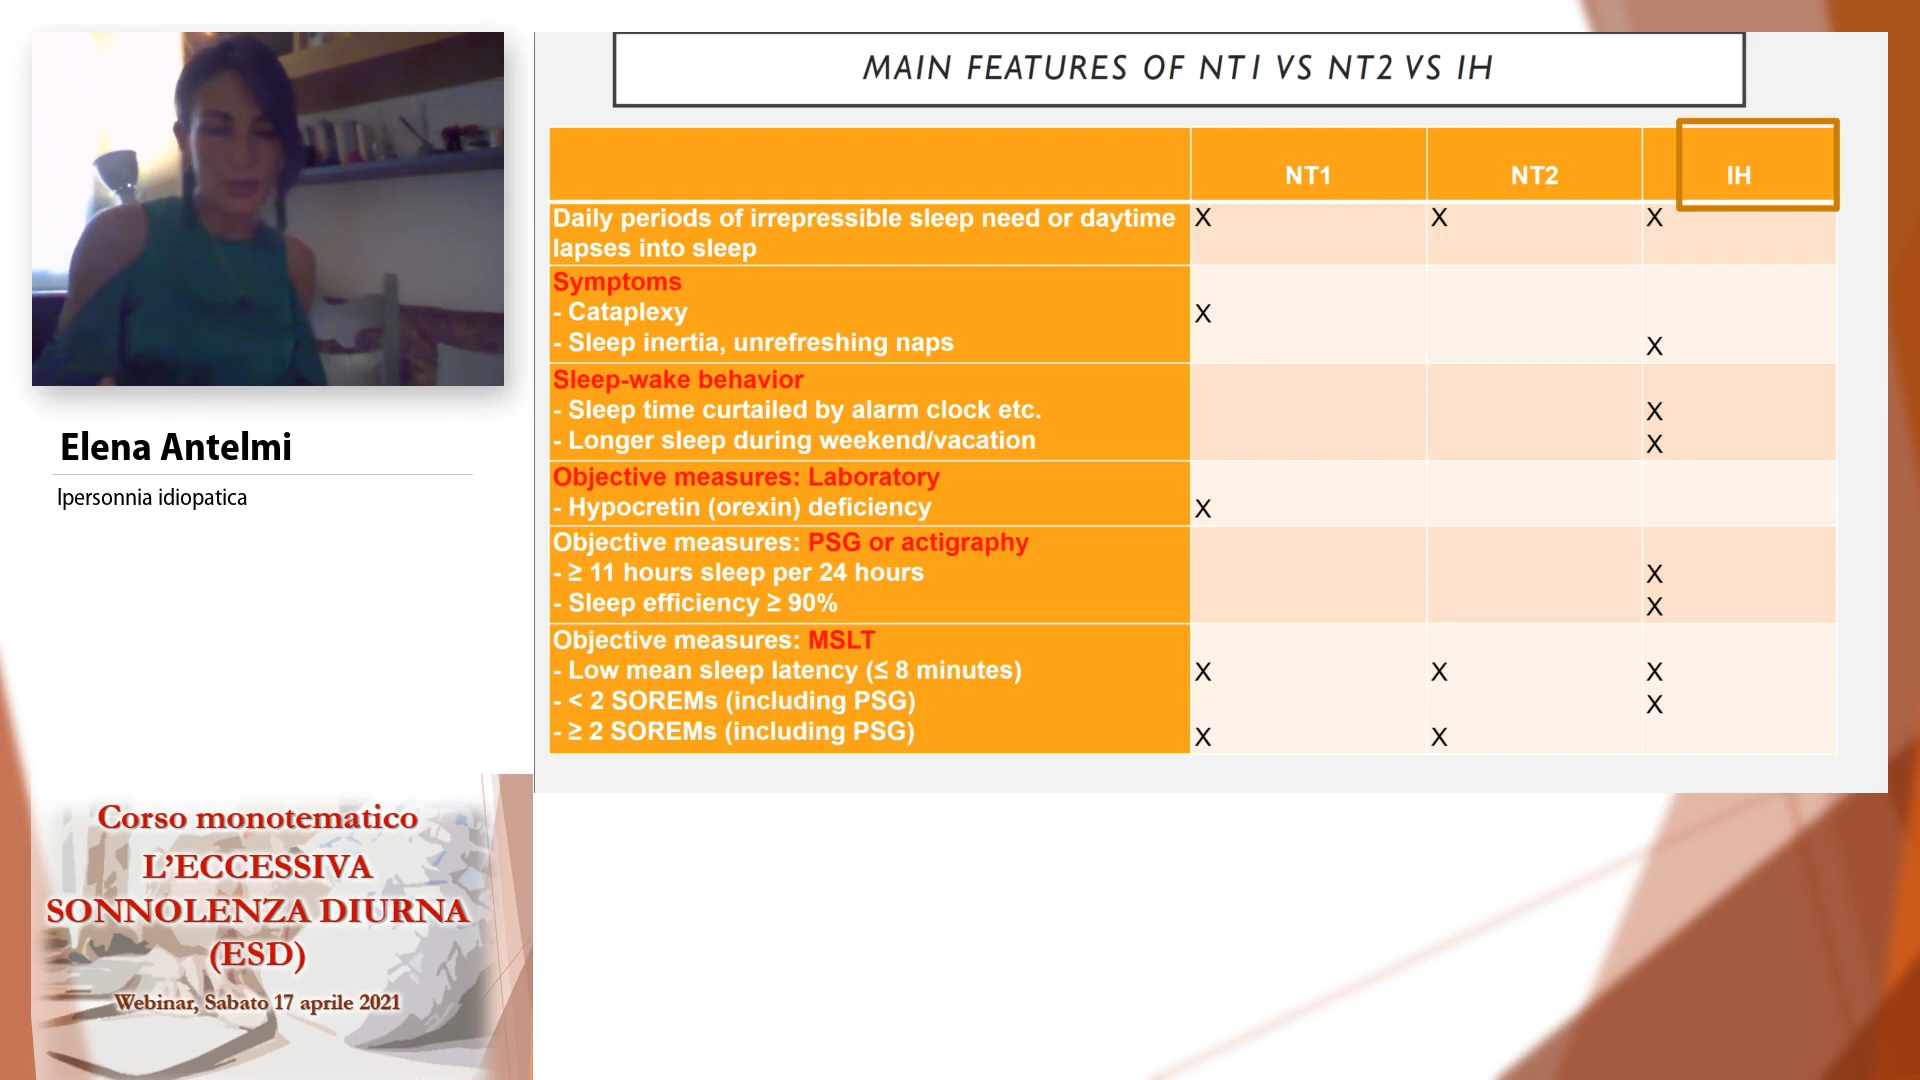 MAIN FEATURES OF NT1 VS NT2 VS IH
NT1 NT2 IH
Daily periods of irrepressible sleep need or daytime X X X
lapses into sleep
Symptoms
- Cataplexy X
- Sleep inertia, unrefreshing naps X
Sleep-wake behavior
- Sleep time curtailed by alarm clock etc. X
- Longer sleep during weekend/vacation X
Objective measures: Laboratory
- Hypocretin (orexin) deficiency X
Objective measures: PSG or actigraphy
- ≥ 11 hours sleep per 24 hours X
- Sleep efficiency ≥ 90% X
Objective measures: MSLT
- Low mean sleep latency (≤ 8 minutes) X X X
- < 2 SOREMs (including PSG) X
- ≥ 2 SOREMs (including PSG) X X
Elena Antelmi
Ipersonnia idiopatica
Corso monotematico
L'ECCESSIVA
SONNOLENZA DIURNA
(ESD)
Webinar, Sabato 17 aprile 2021